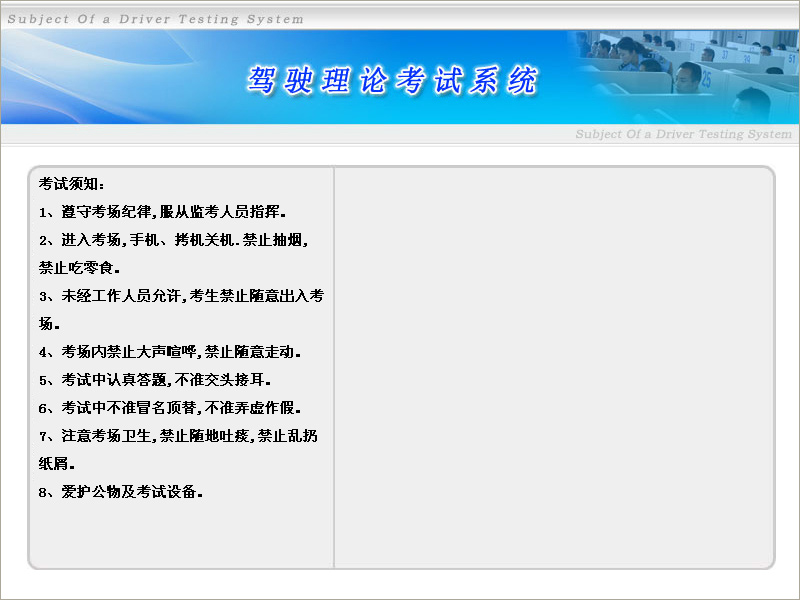 Subject Of a Driver Testing System
驾驶理论考试系统
Subject Of a Driver Testing System
考试须知:
1、遵守考场纪律,服从监考人员指挥。
2、进入考场,手机、拷机关机.禁止抽烟,
禁止吃零食。
3、未经工作人员允许,考生禁止随意出入考
场。
4、考场内禁止大声喧哗,禁止随意走动。
5、考试中认真答题,不准交头接耳。
6、考试中不准冒名顶替,不准弄虚作假。
7、注意考场卫生,禁止随地吐痰,禁止乱扔
纸屑。
8、爱护公物及考试设备。